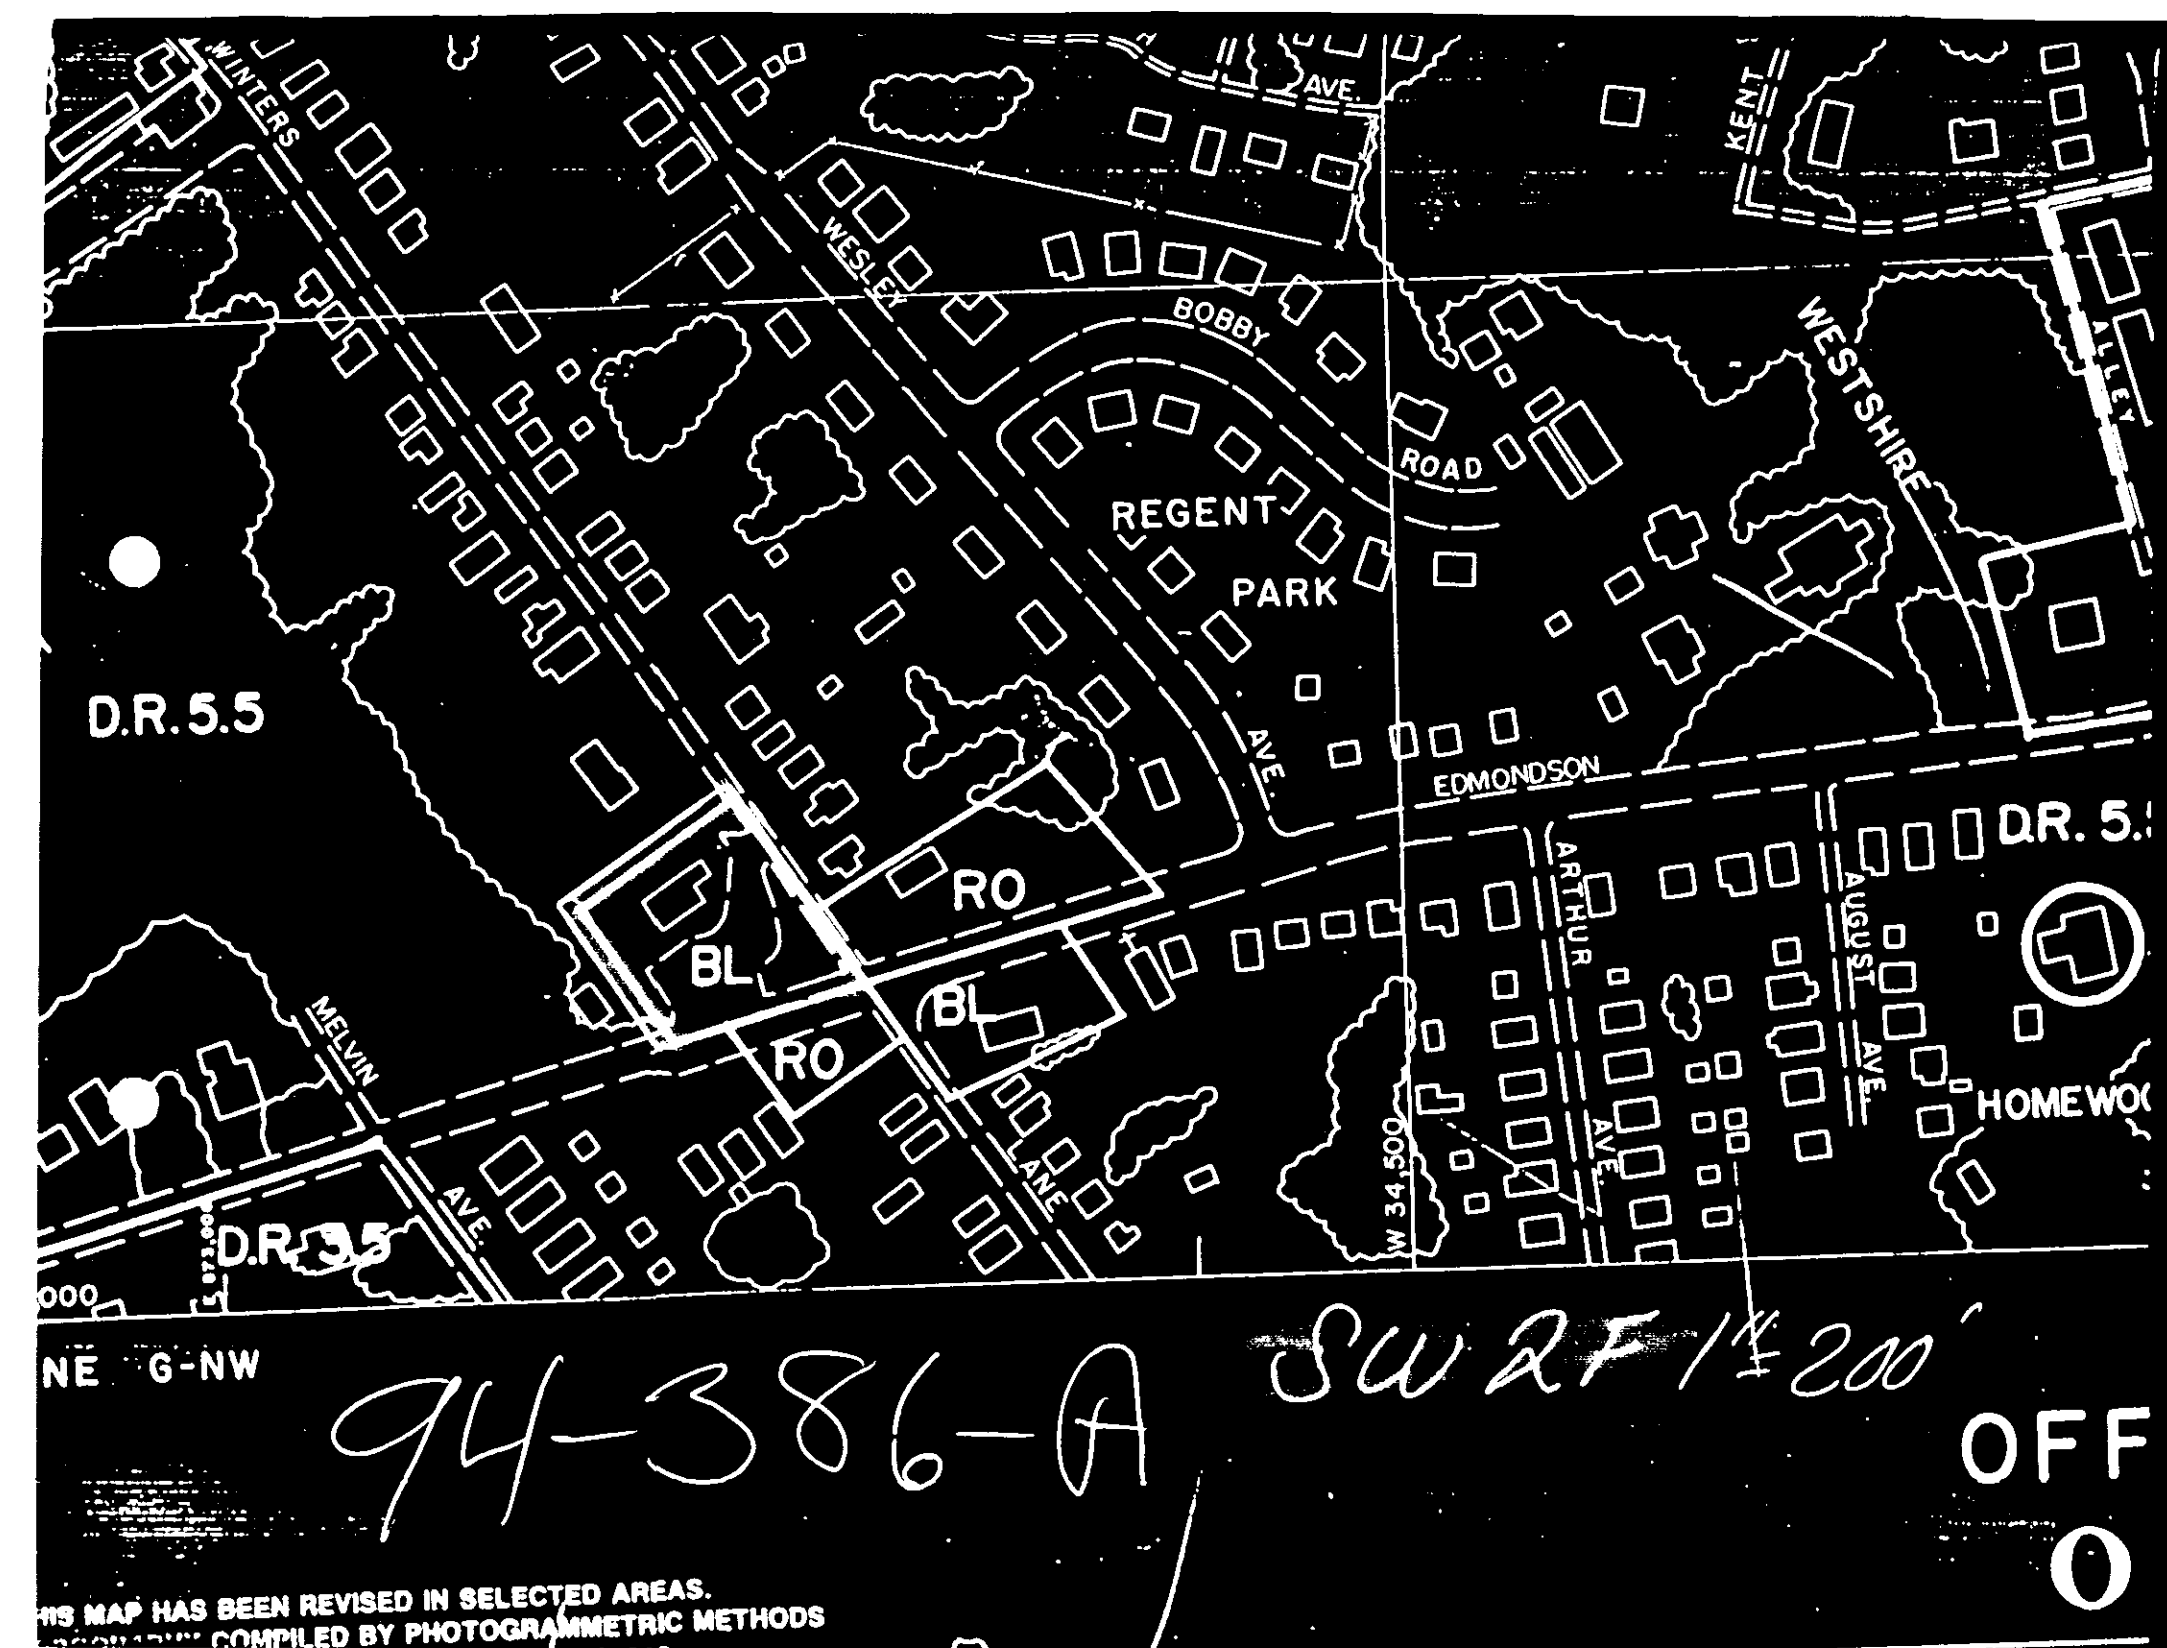 WINTERS
AVE.
KENT
WESLEY
BOBBY
WESTSHIRE
ALLEY
ROAD
REGENT
PARK
D.R. 5.5
AVE.
EDMONDSON
D.R. 5.
ARTHUR
AUGUST
RO
BL
BL
MELVIN
RO
AVE.
HOMEWO
AVE.
LANE
W 34,500
AVE.
D.R. 3.5
000
NE G-NW
94-386-A
SW 2F 1"=200'
OFF
O
HIS MAP HAS BEEN REVISED IN SELECTED AREAS.
COMPILED BY PHOTOGRAMMETRIC METHODS